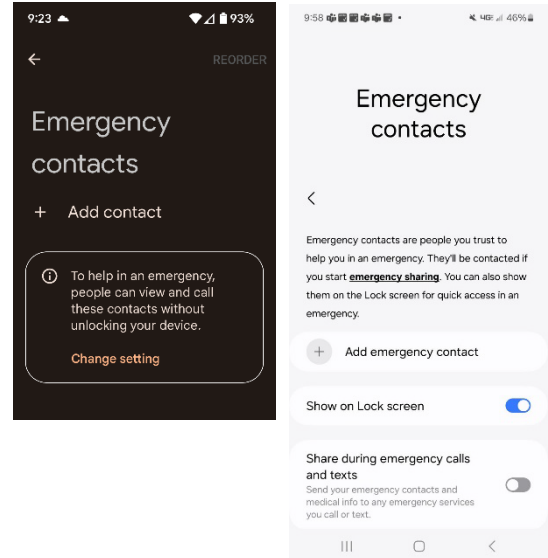 9:23
93%
REORDER
Emergency
contacts
+ Add contact
To help in an emergency,
people can view and call
these contacts without
unlocking your device.
Change setting
9:58
4GE 46%
Emergency
contacts
Emergency contacts are people you trust to
help you in an emergency. They'll be contacted if
you start emergency sharing. You can also show
them on the Lock screen for quick access in an
emergency.
+ Add emergency contact
Show on Lock screen
Share during emergency calls
and texts
Send your emergency contacts and
medical info to any emergency services
you call or text.